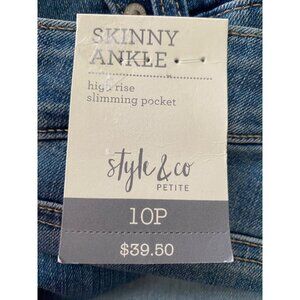 SKINNY
ANKLE
high rise
slimming pocket
style & co
PETITE
10P
$39.50